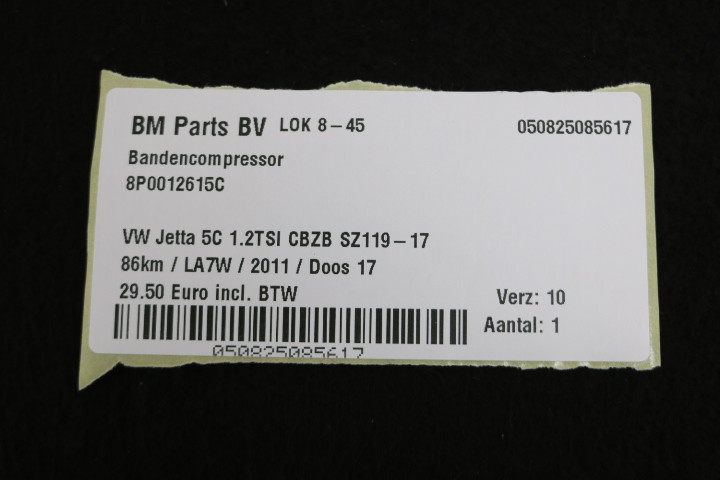 BM Parts BV LOK 8-45 050825085617
Bandencompressor
8P0012615C
VW Jetta 5C 1.2TSI CBZB SZ119-17
86km / LA7W / 2011 / Doos 17
29.50 Euro incl. BTW Verz: 10
Aantal: 1
050825085617